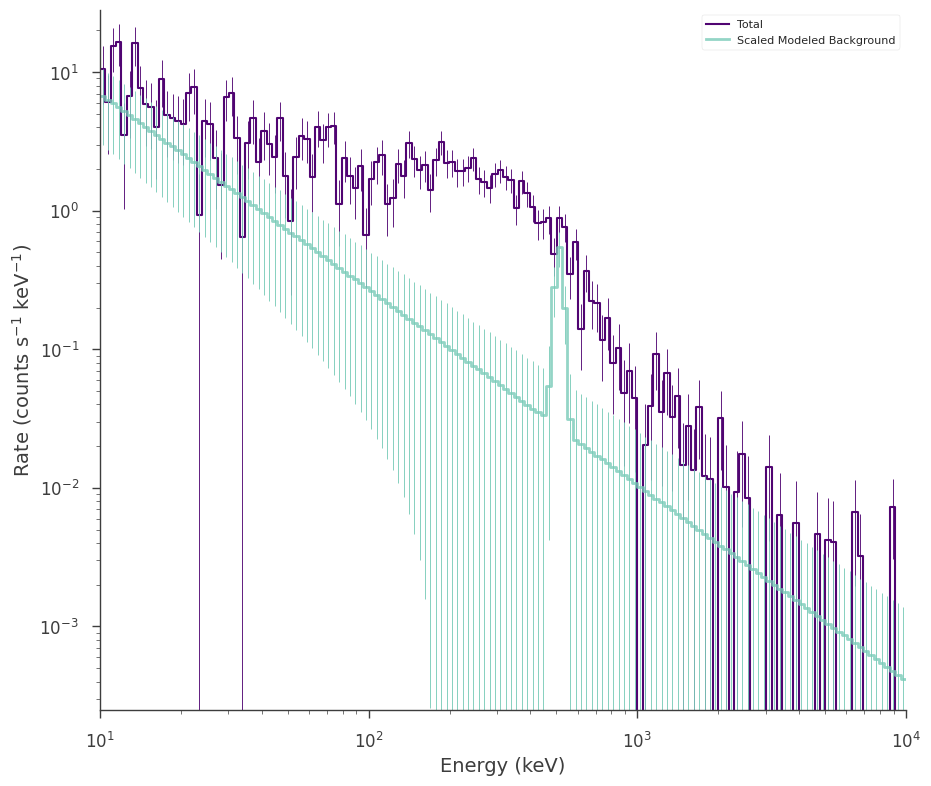 Total
Scaled Modeled Background
10¹
10⁰
10⁻¹
10⁻²
10⁻³
Rate (counts s⁻¹ keV⁻¹)
10¹ 10² 10³ 10⁴
Energy (keV)